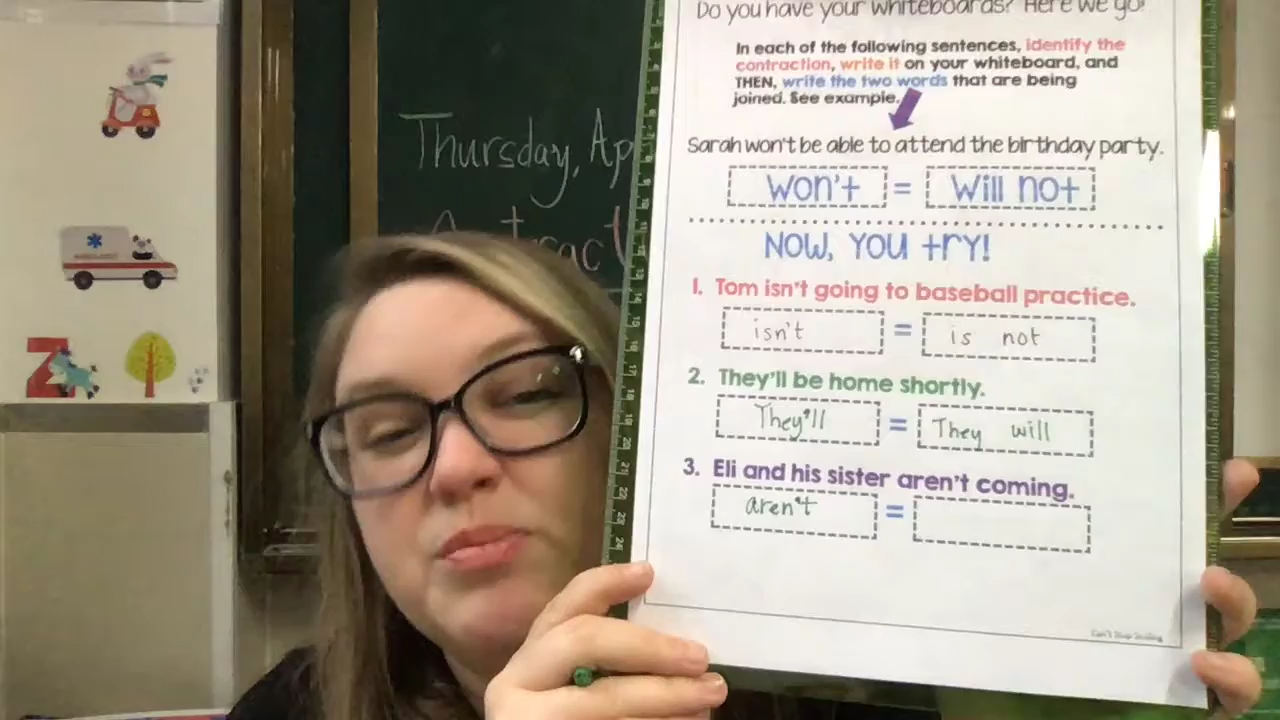 Do you have your whiteboards? Here we go!
In each of the following sentences, identify the
contraction, write it on your whiteboard, and
THEN, write the two words that are being
joined. See example.
Thursday, Ap
Sarah won't be able to attend the birthday party.
won't = Will not
NOW, YOU try!
1. Tom isn't going to baseball practice.
isn't = is not
2. They'll be home shortly.
They'll = They will
3. Eli and his sister aren't coming.
aren't =